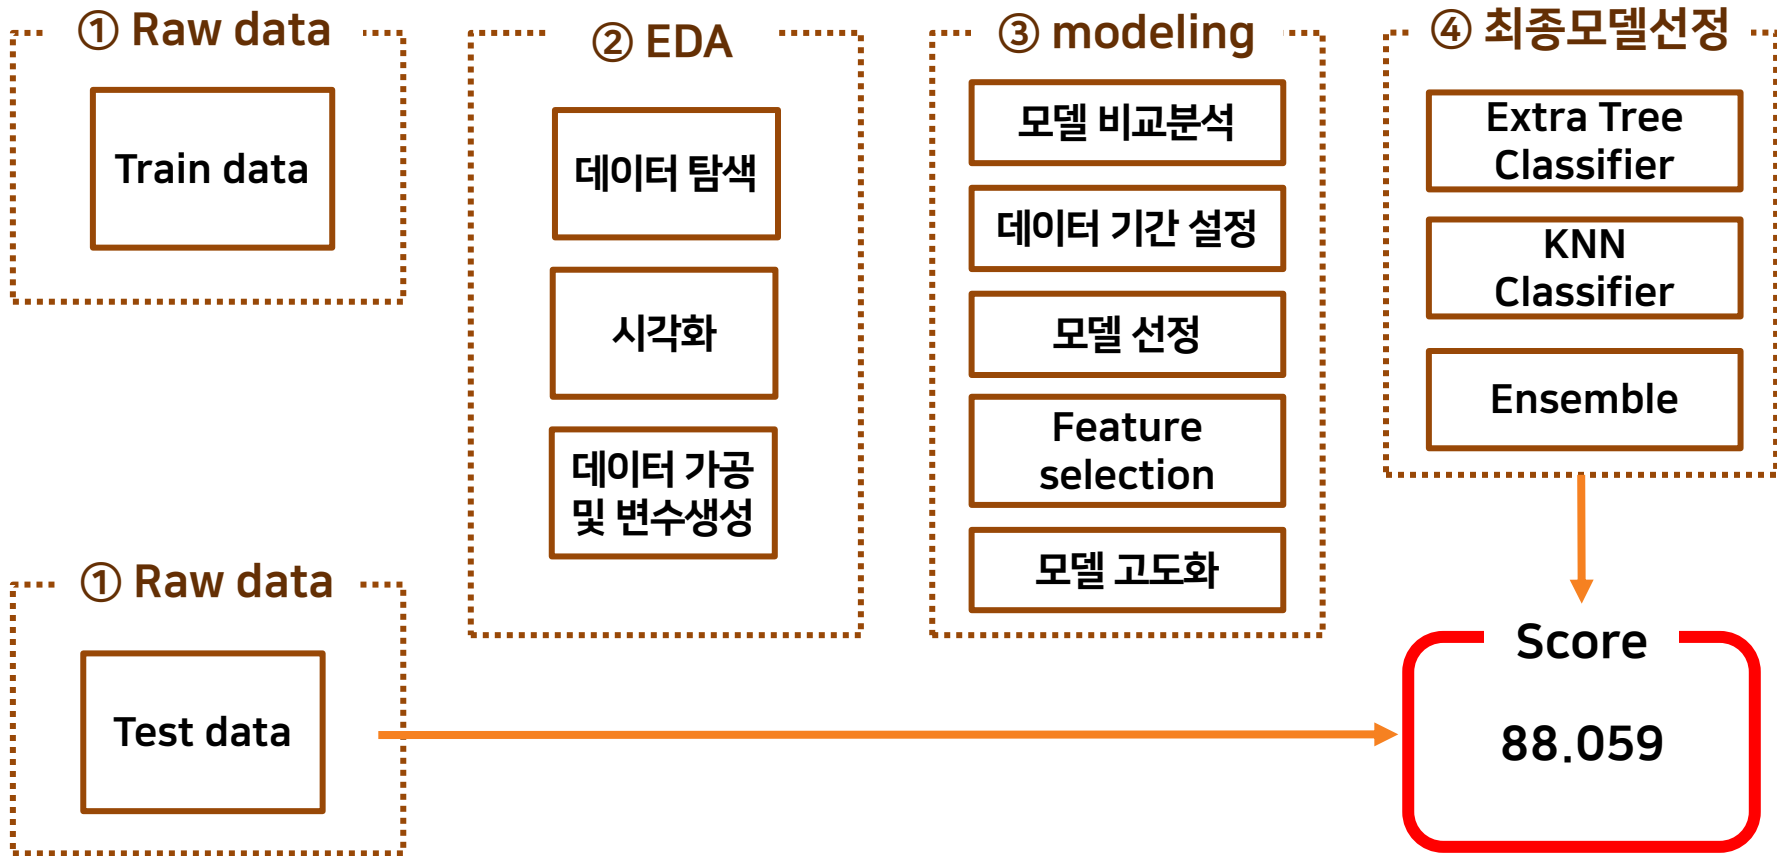 ① Raw data
Train data
① Raw data
Test data
② EDA
데이터 탐색
시각화
데이터 가공
및 변수생성
③ modeling
모델 비교분석
데이터 기간 설정
모델 선정
Feature
selection
모델 고도화
④ 최종모델선정
Extra Tree
Classifier
KNN
Classifier
Ensemble
Score
88.059